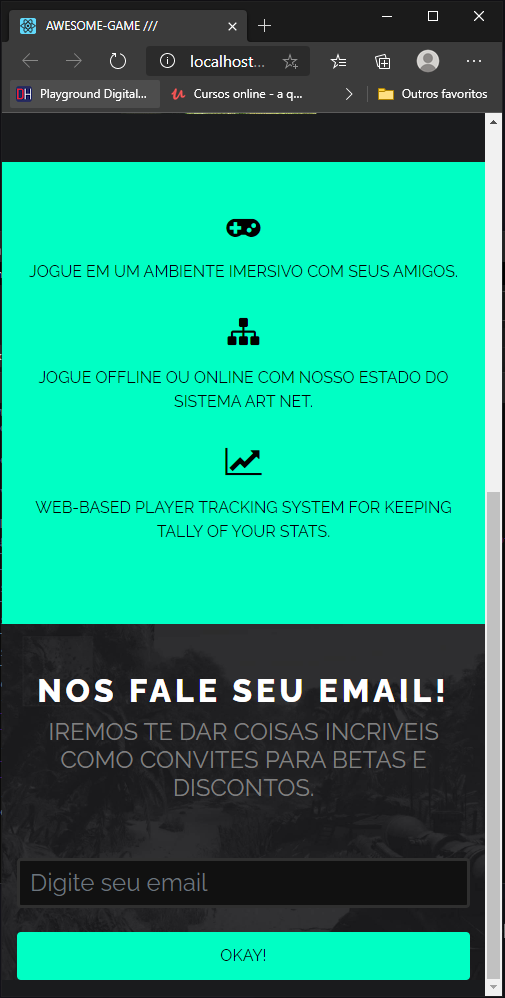 AWESOME-GAME ///
localhost...
Playground Digital...
Cursos online - a q...
Outros favoritos
JOGUE EM UM AMBIENTE IMERSIVO COM SEUS AMIGOS.
JOGUE OFFLINE OU ONLINE COM NOSSO ESTADO DO
SISTEMA ART NET.
WEB-BASED PLAYER TRACKING SYSTEM FOR KEEPING
TALLY OF YOUR STATS.
NOS FALE SEU EMAIL!
IREMOS TE DAR COISAS INCRIVEIS
COMO CONVITES PARA BETAS E
DISCONTOS.
Digite seu email
OKAY!